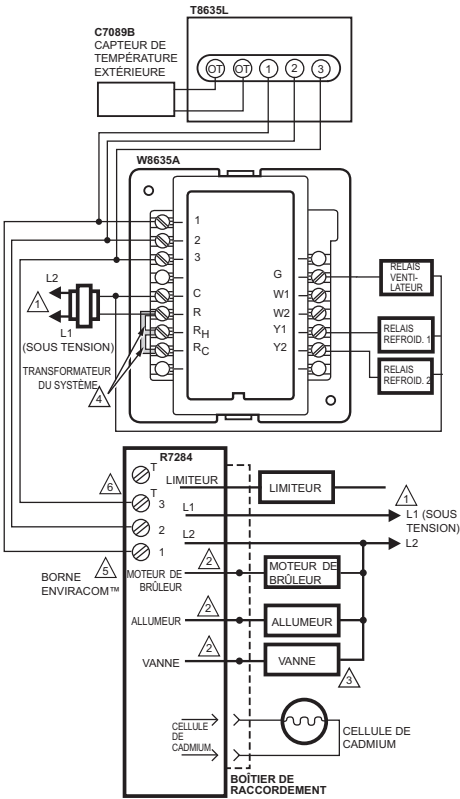 T8635L
C7089B
CAPTEUR DE
TEMPÉRATURE
EXTÉRIEURE
OT OT 1 2 3
W8635A
1
2
3
C
R
RH
RC
G
W1
W2
Y1
Y2
L2
1
L1
(SOUS TENSION)
TRANSFORMATEUR
DU SYSTÈME
4
RELAIS
VENTI-
LATEUR
RELAIS
REFROID. 1
RELAIS
REFROID. 2
R7284
T
LIMITEUR
LIMITEUR
6
T
3
L1
1
L1 (SOUS
TENSION)
2
L2
L2
5
1
BORNE
ENVIRACOM™
MOTEUR DE
BRÛLEUR
2
MOTEUR DE
BRÛLEUR
ALLUMEUR
2
ALLUMEUR
VANNE
2
VANNE
3
CELLULE
DE
CADMIUM
CELLULE DE
CADMIUM
BOÎTIER DE
RACCORDEMENT